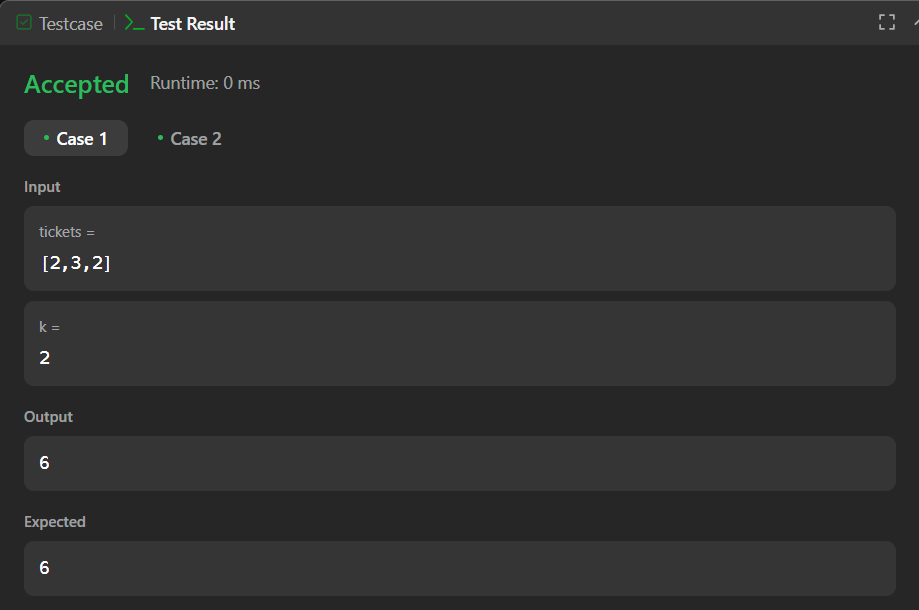 Testcase Test Result
Accepted Runtime: 0 ms
Case 1 Case 2
Input
tickets =
[2,3,2]
k =
2
Output
6
Expected
6